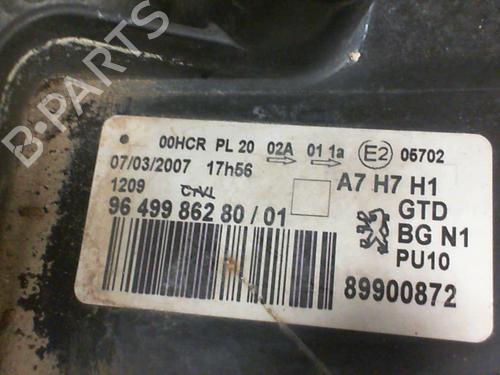 B-PARTS
00HCR PL 20 02A 01 1a E2 05702
07/03/2007 17h56
A7 H7 H1
1209
96 499 862 80/01
GTD
BG N1
PU10
89900872